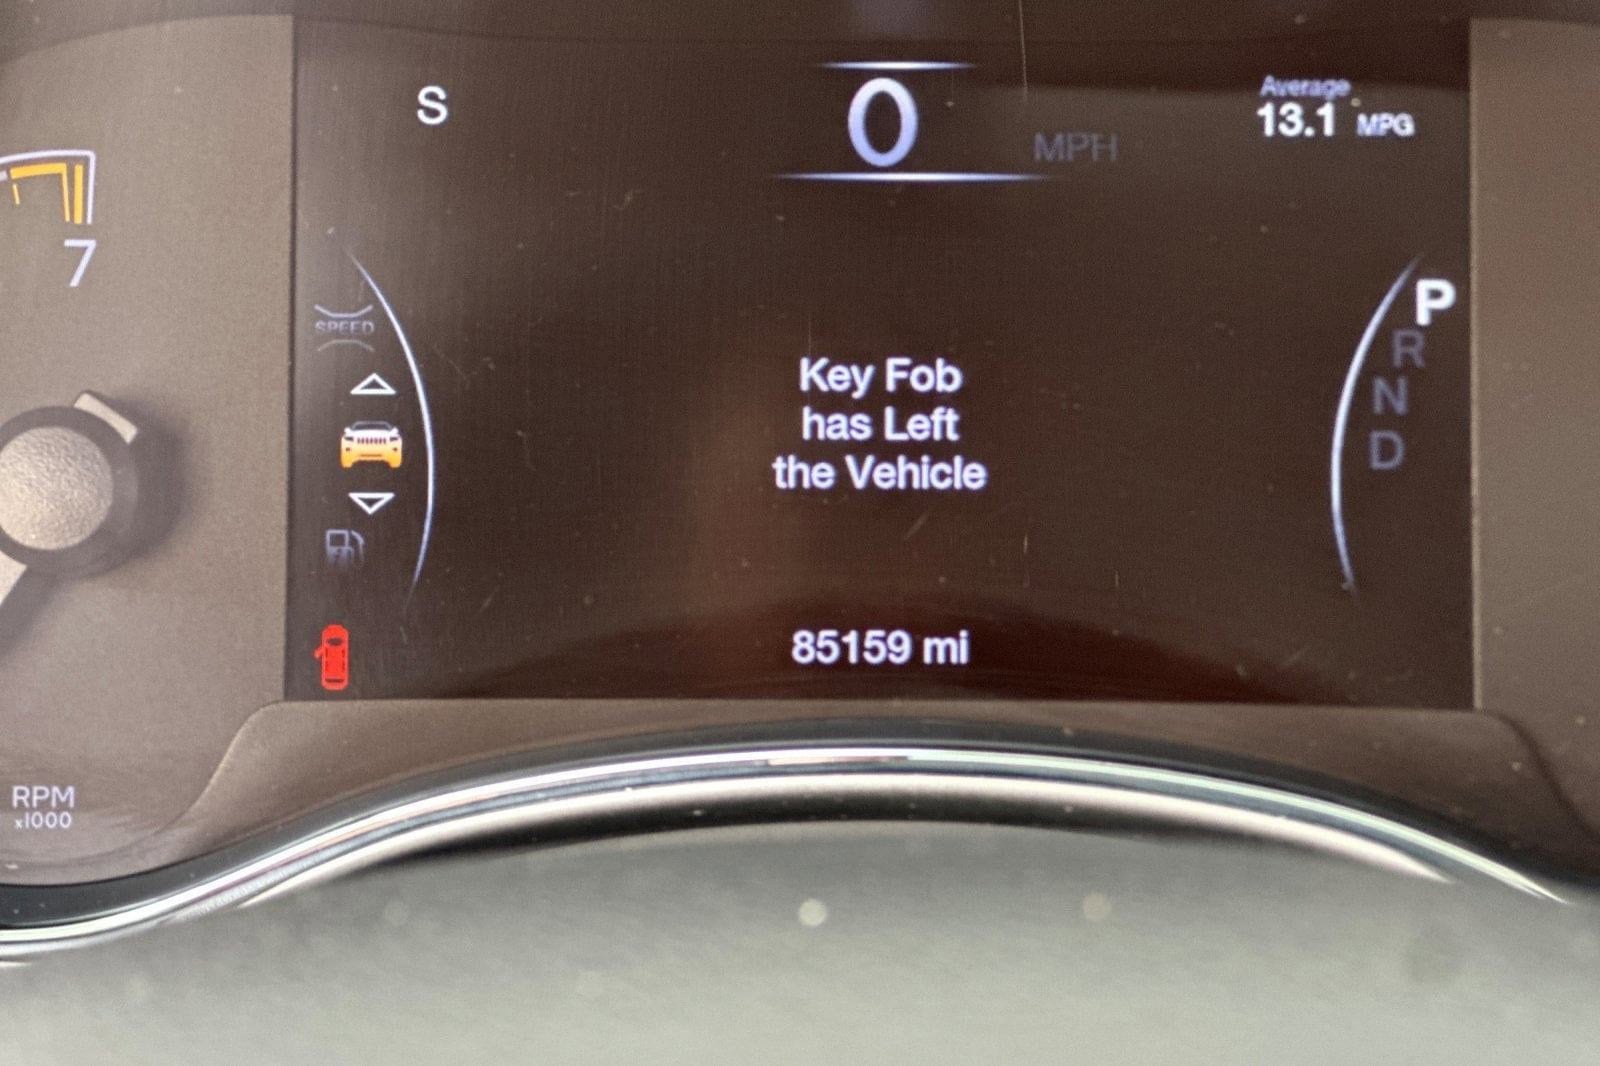 S
0
MPH
Average
13.1 MPG
7
SPEED
P
R
N
D
Key Fob
has Left
the Vehicle
85159 mi
RPM
x1000